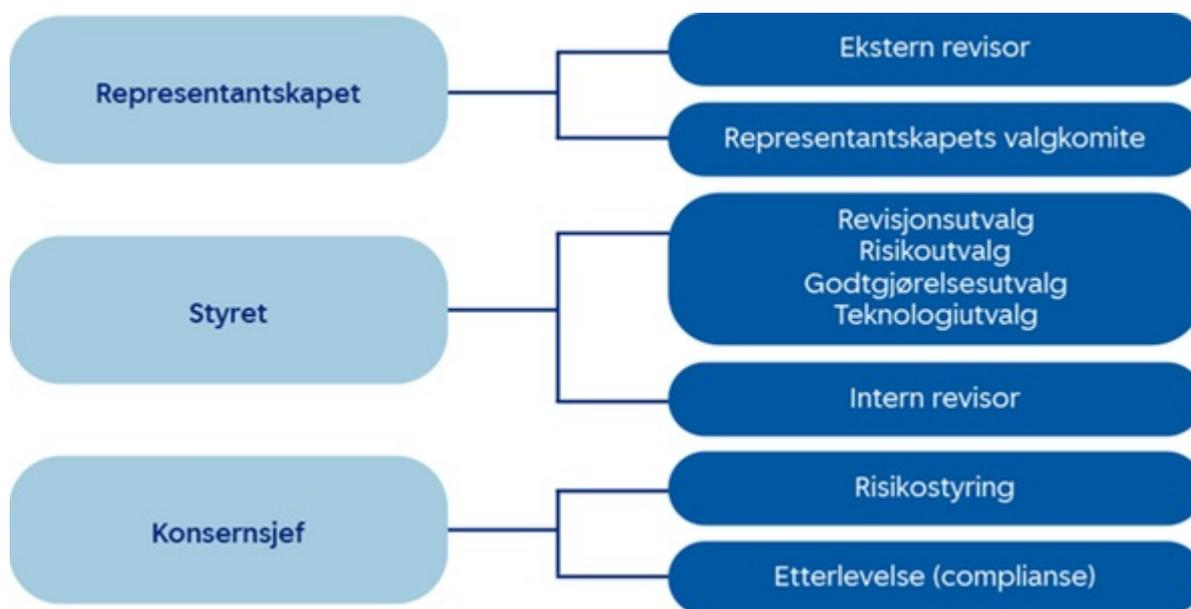 Representantskapet
Ekstern revisor
Representantskapets valgkomite
Styret
Revisjonsutvalg
Risikoutvalg
Godtgjørelsesutvalg
Teknologiutvalg
Intern revisor
Konsernsjef
Risikostyring
Etterlevelse (complianse)